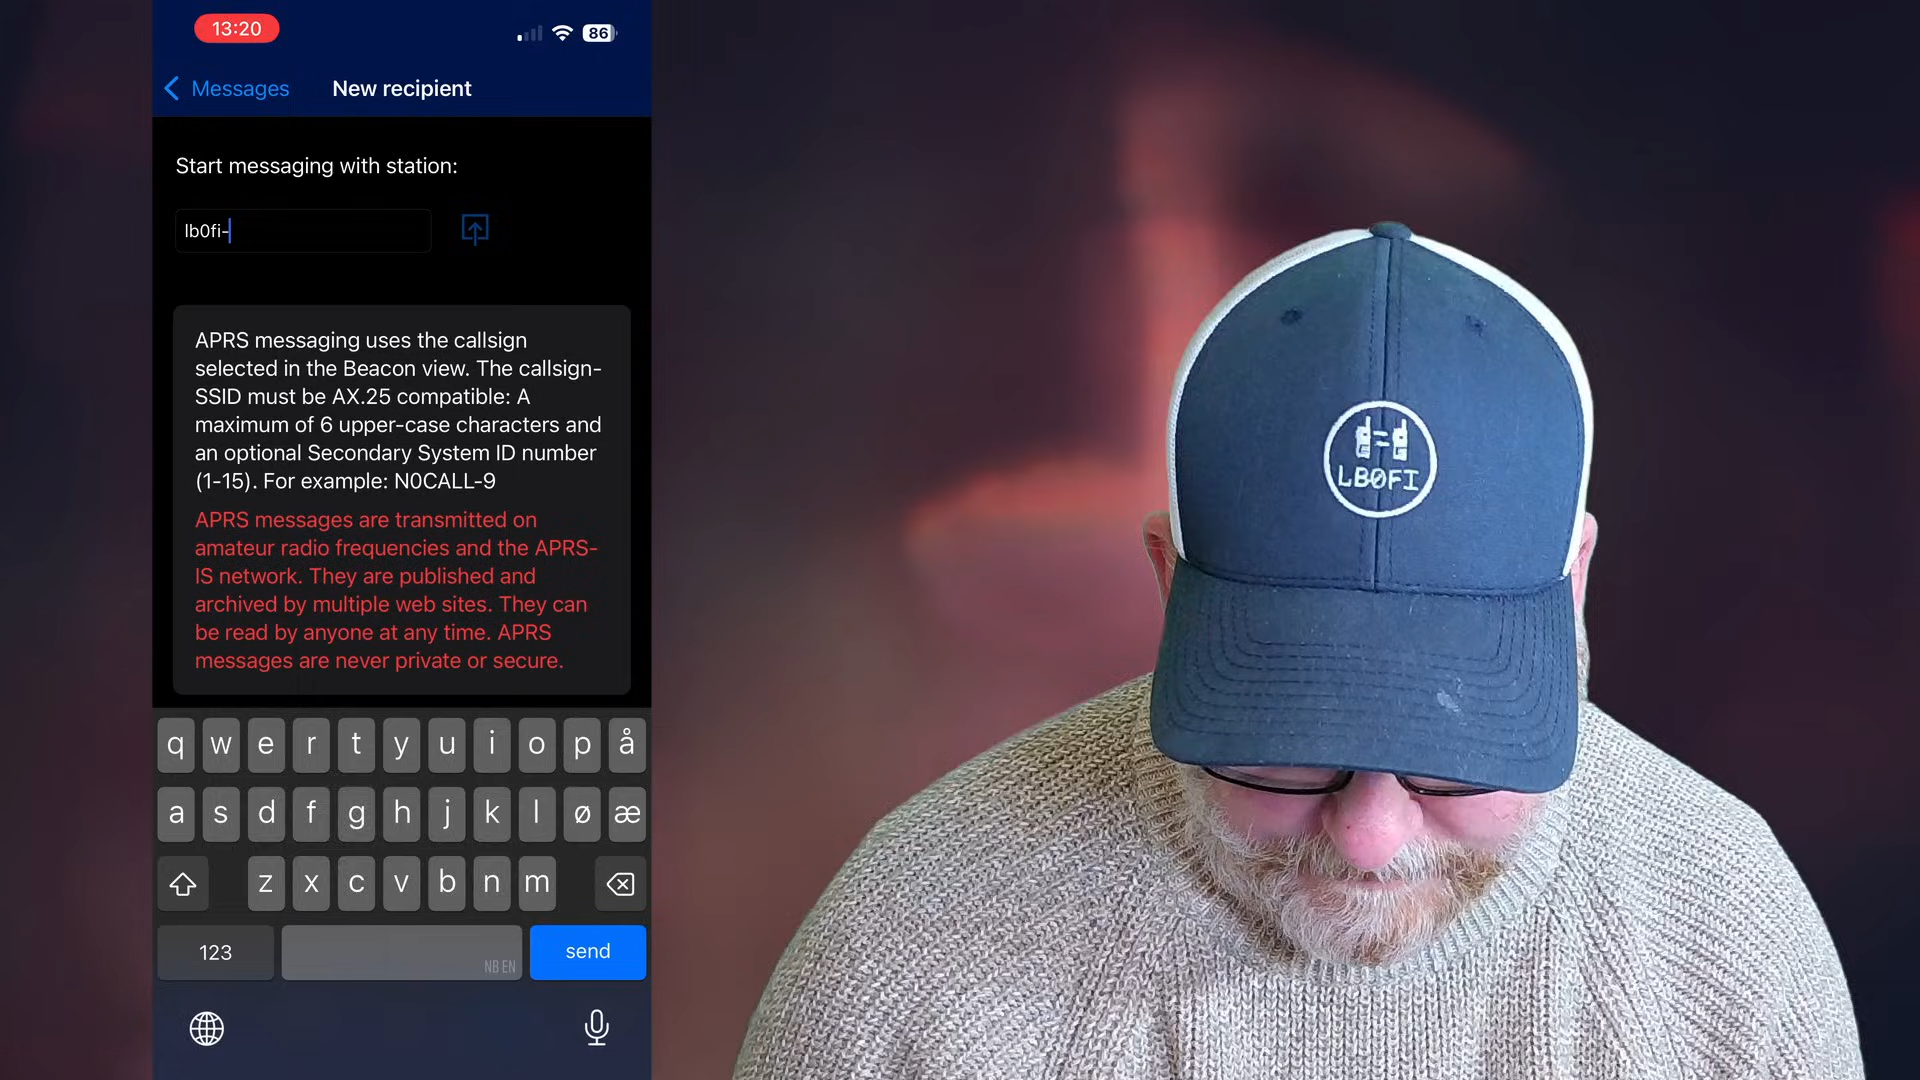 13:20
86
Messages
New recipient
Start messaging with station:
lb0fi-
APRS messaging uses the callsign
selected in the Beacon view. The callsign-
SSID must be AX.25 compatible: A
maximum of 6 upper-case characters and
an optional Secondary System ID number
(1-15). For example: N0CALL-9
APRS messages are transmitted on
amateur radio frequencies and the APRS-
IS network. They are published and
archived by multiple web sites. They can
be read by anyone at any time. APRS
messages are never private or secure.
q w e r t y u i o p å
a s d f g h j k l ø æ
z x c v b n m
123
NB EN
send
LB0FI